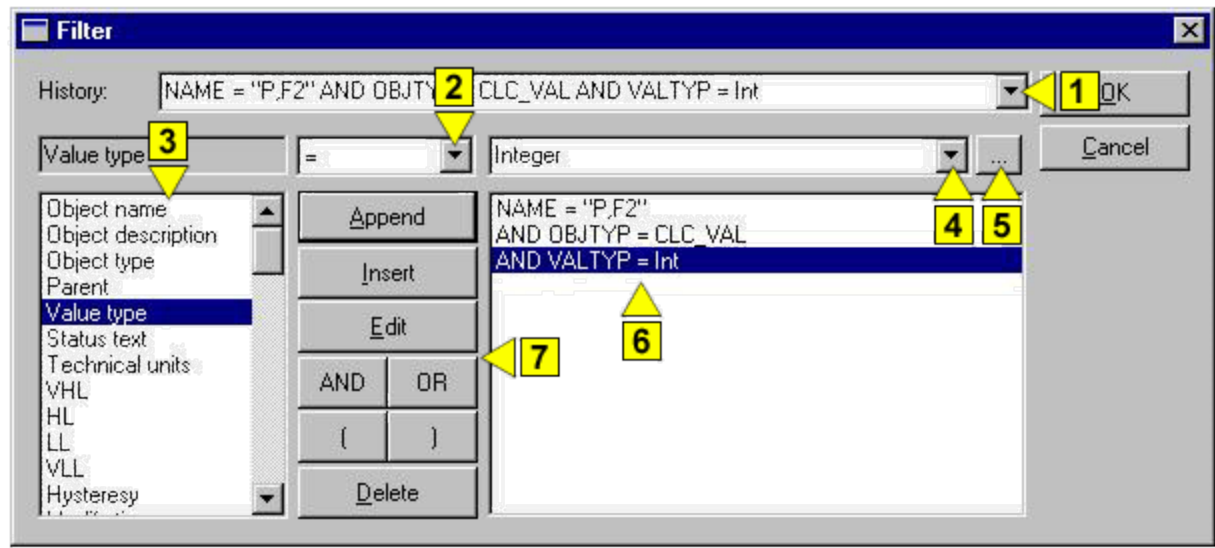 Filter
History: NAME = "P,F2" AND OBJTY 2 CLC_VAL AND VALTYP = Int 1 OK
Value type 3 = Integer ... Cancel
4 5
Object name
Object description
Object type
Parent
Value type
Status text
Technical units
VHL
HL
LL
VLL
Hysteresy
Append
Insert
Edit
AND OR
( )
Delete
7
NAME = "P,F2"
AND OBJTYP = CLC_VAL
AND VALTYP = Int
6